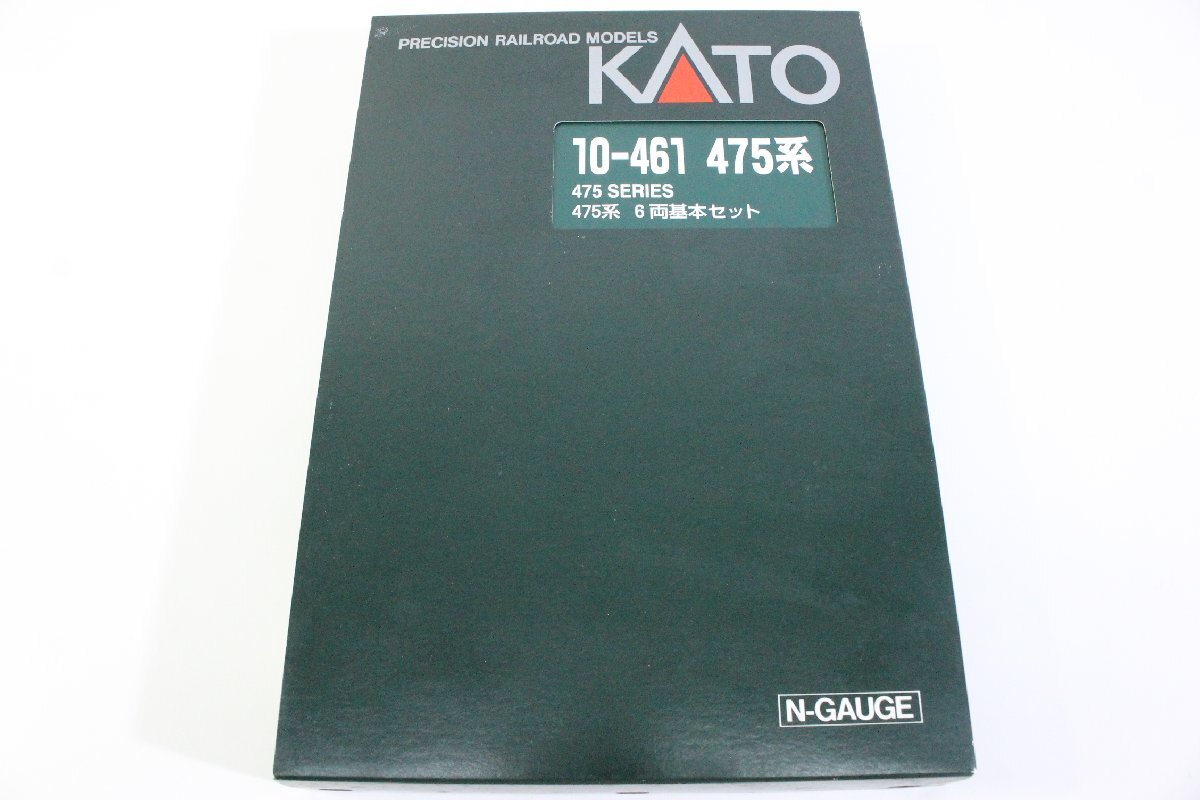 PRECISION RAILROAD MODELS
KATO
10-461 475系
475 SERIES
475系 6両基本セット
N-GAUGE